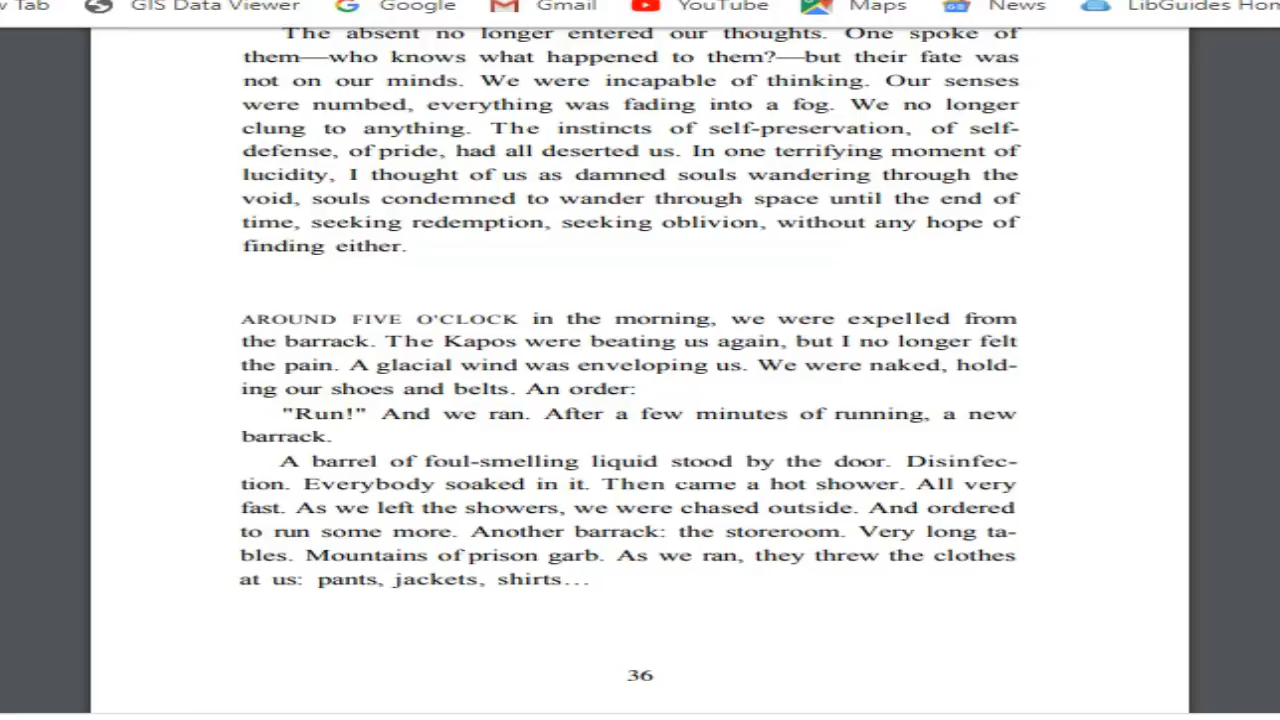 w Tab GIS Data Viewer Google Gmail YouTube Maps News LibGuides Hom
The absent no longer entered our thoughts. One spoke of
them—who knows what happened to them?—but their fate was
not on our minds. We were incapable of thinking. Our senses
were numbed, everything was fading into a fog. We no longer
clung to anything. The instincts of self-preservation, of self-
defense, of pride, had all deserted us. In one terrifying moment of
lucidity, I thought of us as damned souls wandering through the
void, souls condemned to wander through space until the end of
time, seeking redemption, seeking oblivion, without any hope of
finding either.
AROUND FIVE O'CLOCK in the morning, we were expelled from
the barrack. The Kapos were beating us again, but I no longer felt
the pain. A glacial wind was enveloping us. We were naked, hold-
ing our shoes and belts. An order:
"Run!" And we ran. After a few minutes of running, a new
barrack.
A barrel of foul-smelling liquid stood by the door. Disinfec-
tion. Everybody soaked in it. Then came a hot shower. All very
fast. As we left the showers, we were chased outside. And ordered
to run some more. Another barrack: the storeroom. Very long ta-
bles. Mountains of prison garb. As we ran, they threw the clothes
at us: pants, jackets, shirts...
36